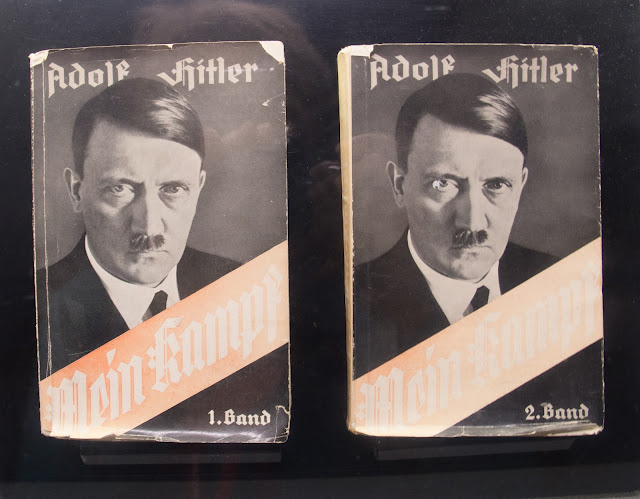 Adolf Hitler
Mein Kampf
1. Band
Adolf Hitler
Mein Kampf
2. Band